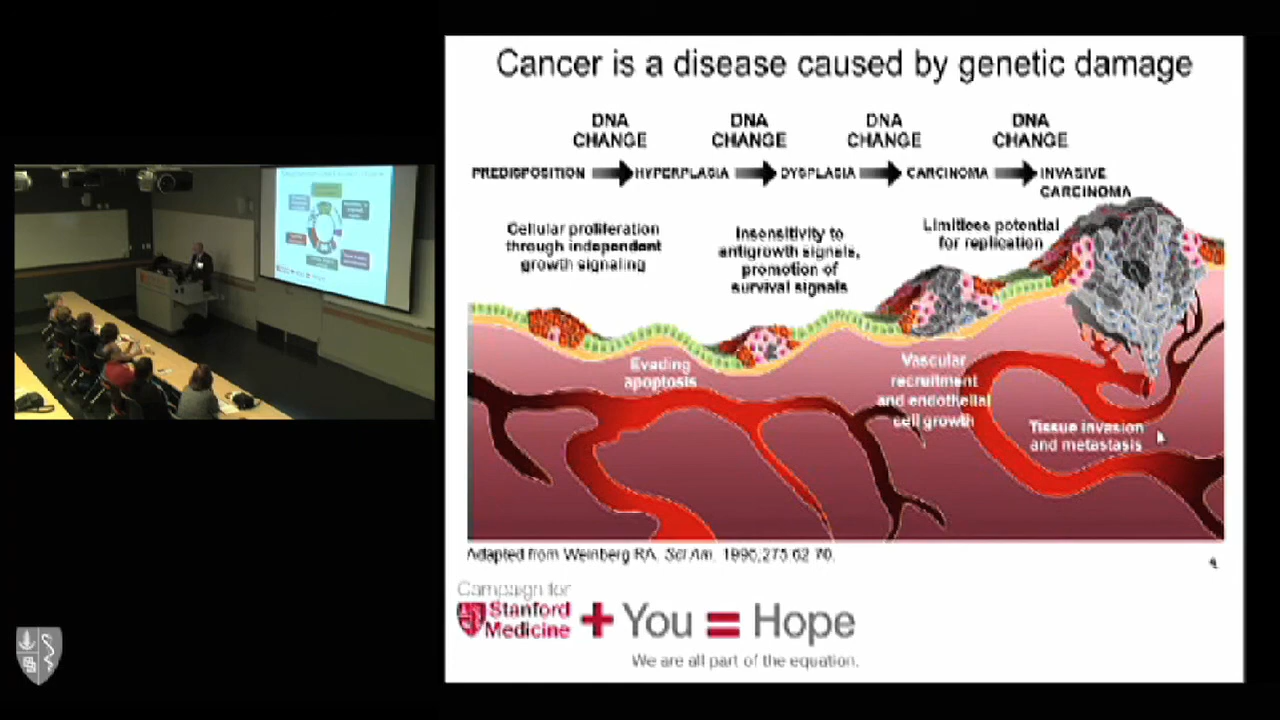 Cancer is a disease caused by genetic damage
DNA CHANGE
DNA CHANGE
DNA CHANGE
DNA CHANGE
PREDISPOSITION
HYPERPLASIA
DYSPLASIA
CARCINOMA
INVASIVE
CARCINOMA
Cellular proliferation
through independent
growth signaling
Insensitivity to
antigrowth signals,
promotion of
survival signals
Limitless potential
for replication
Evading
apoptosis
Vascular
recruitment
and endothelial
cell growth
Tissue invasion
and metastasis
Adapted from Weinberg RA. Sci Am. 1996;275:62-70.
Campaign for
Stanford
Medicine
+ You = Hope
We are all part of the equation.